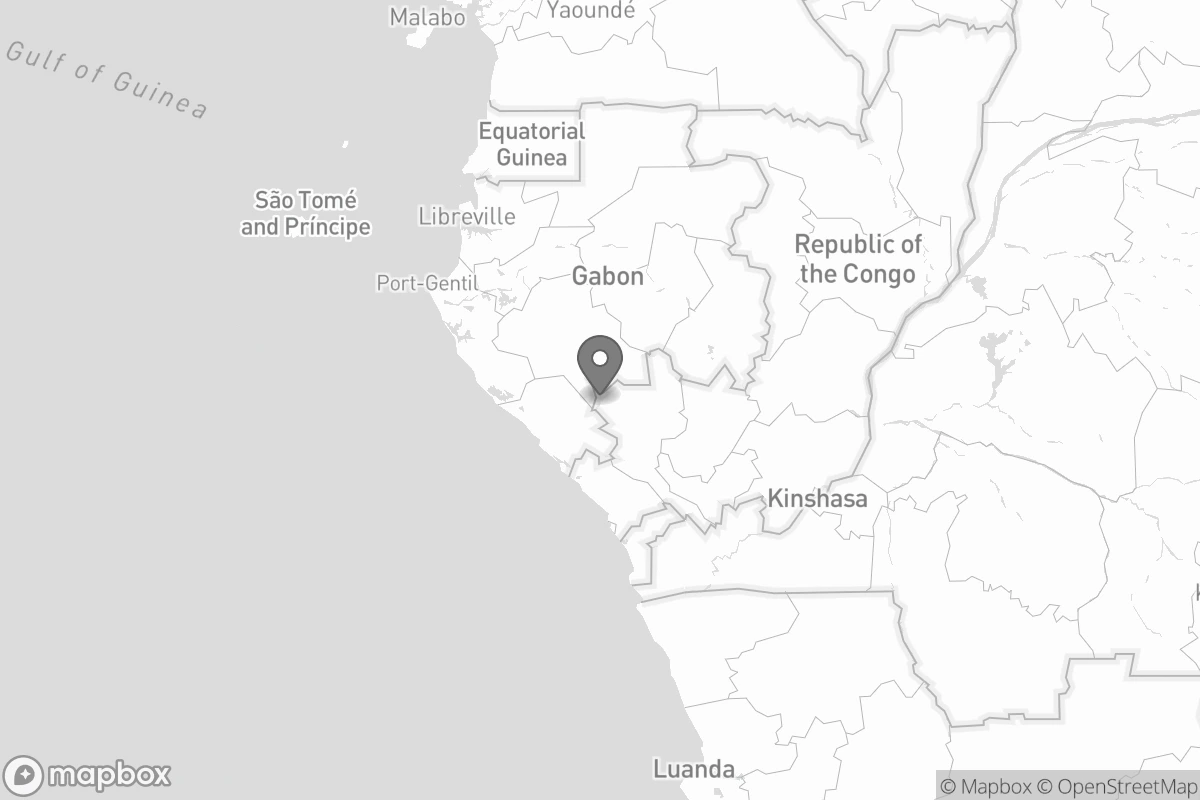 Malabo
Yaoundé
Gulf of Guinea
Equatorial
Guinea
São Tomé
and Príncipe
Libreville
Republic of
the Congo
Port-Gentil
Gabon
Kinshasa
Luanda
mapbox
© Mapbox © OpenStreetMap